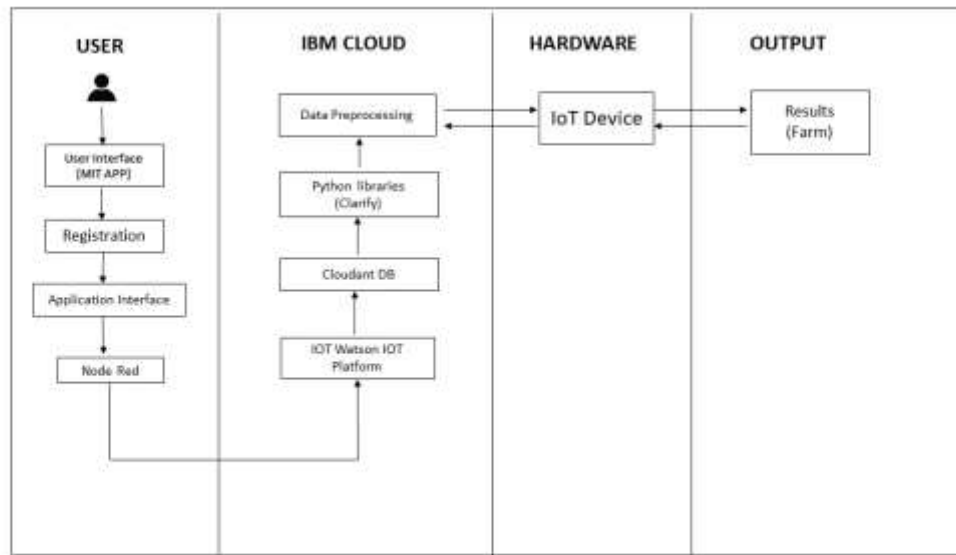 USER
User Interface
(MIT APP)
Registration
Application Interface
Node Red
IBM CLOUD
Data Preprocessing
Python libraries
(Clarify)
Cloudant DB
IOT Watson IOT
Platform
HARDWARE
IoT Device
OUTPUT
Results
(Farm)